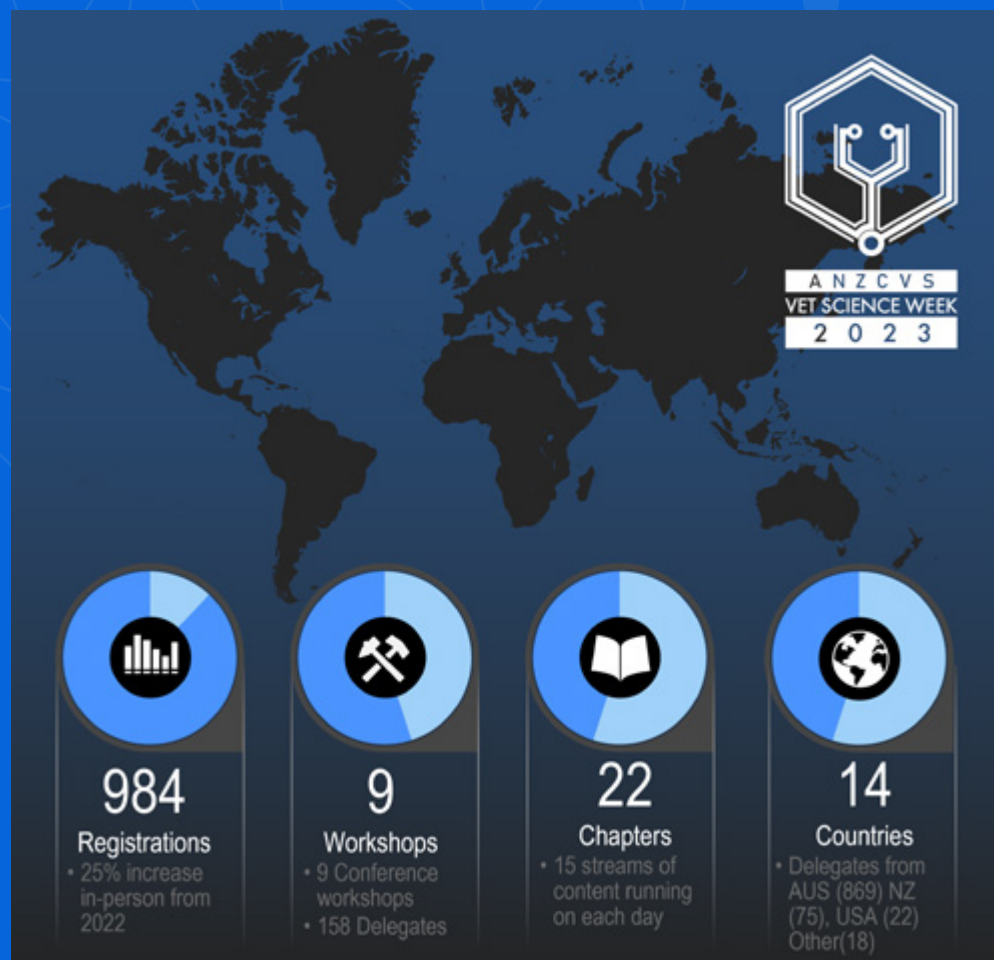 ANZCVS
VET SCIENCE WEEK
2023
984
Registrations
• 25% increase
in-person from
2022
9
Workshops
• 9 Conference
workshops
• 158 Delegates
22
Chapters
• 15 streams of
content running
on each day
14
Countries
• Delegates from
AUS (869) NZ
(75), USA (22)
Other(18)